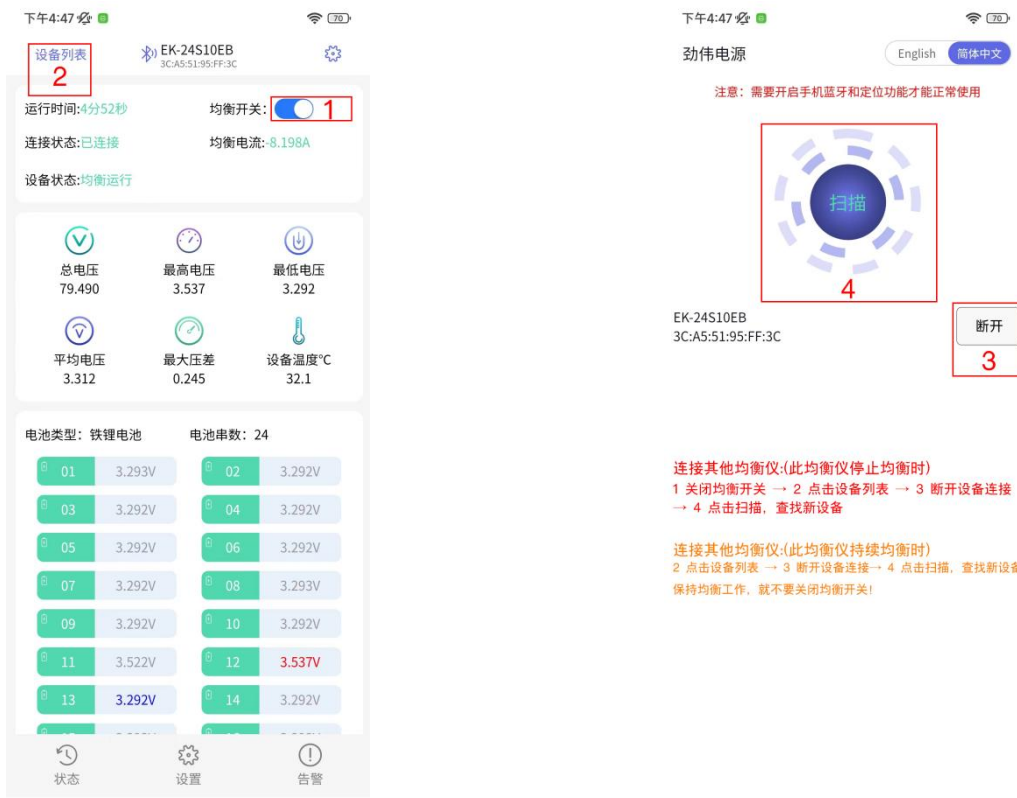 下午4:47
70
设备列表
EK-24S10EB
3C:A5:51:95:FF:3C
2
运行时间:4分52秒
均衡开关:
1
连接状态:已连接
均衡电流:-8.198A
设备状态:均衡运行
总电压
最高电压
最低电压
79.490
3.537
3.292
平均电压
最大压差
设备温度°C
3.312
0.245
32.1
电池类型：铁锂电池
电池串数：24
01 3.293V
02 3.292V
03 3.292V
04 3.292V
05 3.292V
06 3.292V
07 3.292V
08 3.293V
09 3.292V
10 3.292V
11 3.522V
12 3.537V
13 3.292V
14 3.292V
状态
设置
告警
下午4:47
70
劲伟电源
English
简体中文
注意：需要开启手机蓝牙和定位功能才能正常使用
扫描
4
EK-24S10EB
3C:A5:51:95:FF:3C
断开
3
连接其他均衡仪:(此均衡仪停止均衡时)
1 关闭均衡开关 → 2 点击设备列表 → 3 断开设备连接
→ 4 点击扫描，查找新设备
连接其他均衡仪:(此均衡仪持续均衡时)
2 点击设备列表 → 3 断开设备连接→ 4 点击扫描，查找新设备
保持均衡工作，就不要关闭均衡开关！